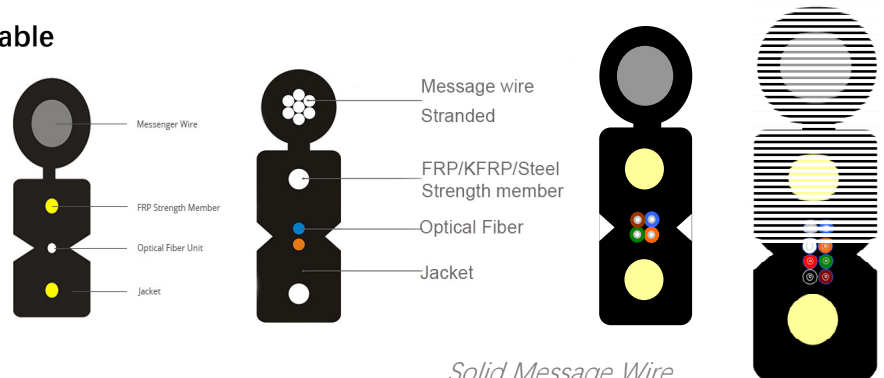 able
Messenger Wire
FRP Strength Member
Optical Fiber Unit
Jacket
Message wire
Stranded
FRP/KFRP/Steel
Strength member
Optical Fiber
Jacket
Solid Message Wire